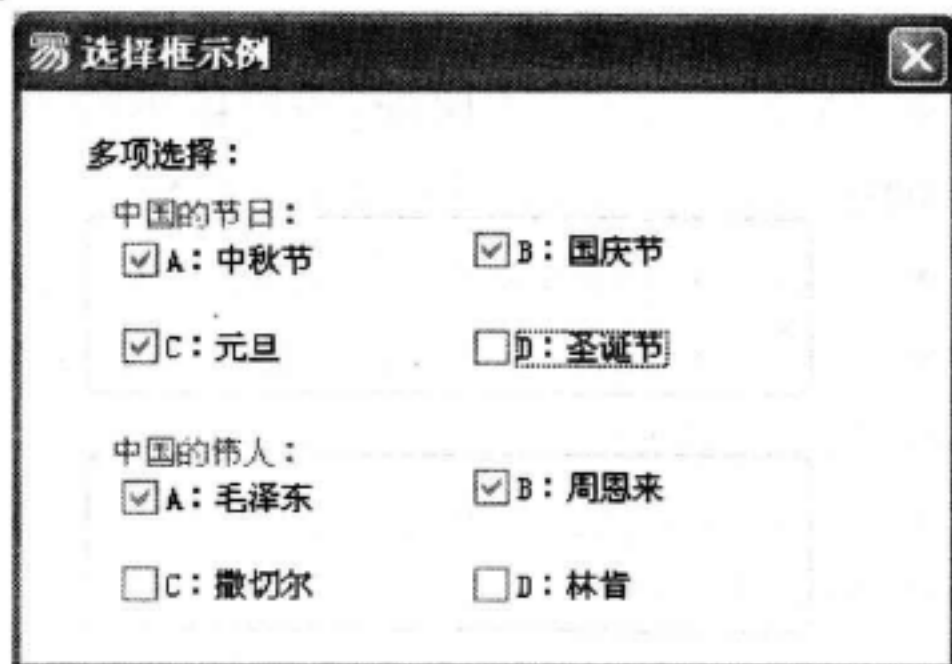 易 选择框示例
多项选择：
中国的节日：
A：中秋节 B：国庆节
C：元旦 D：圣诞节
中国的伟人：
A：毛泽东 B：周恩来
C：撒切尔 D：林肯